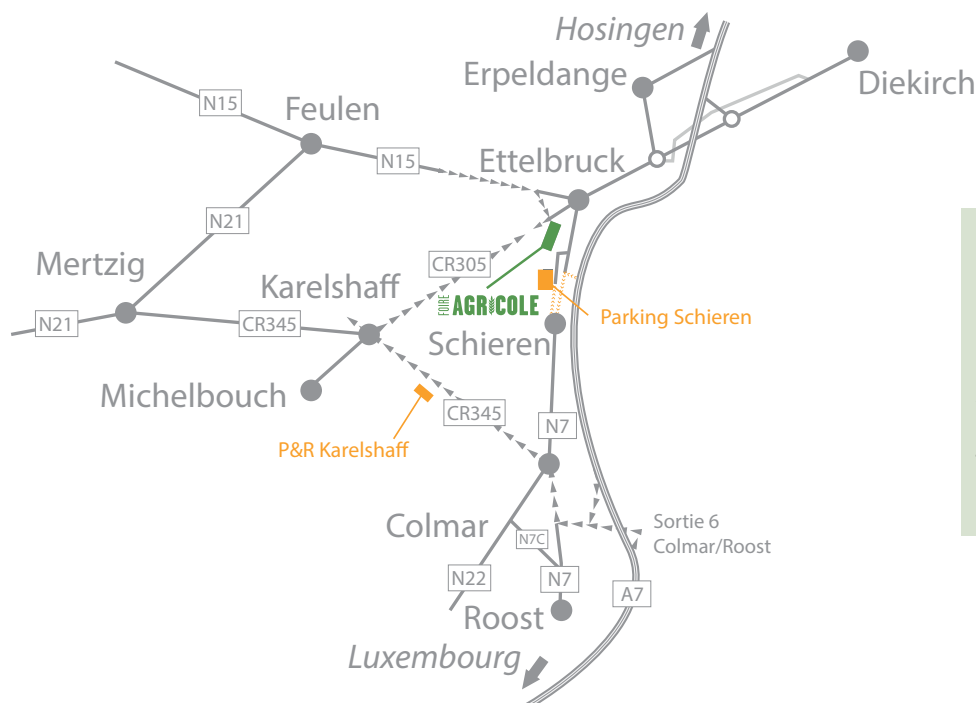 Hosingen
Erpeldange
Diekirch
N15
Feulen
N15
Ettelbruck
N21
Mertzig
CR305
Karelshaff
FOIRE AGRICOLE
Parking Schieren
N21
CR345
Schieren
Michelbouch
CR345
N7
P&R Karelshaff
Colmar
N7C
Sortie 6
Colmar/Roost
N22
N7
A7
Roost
Luxembourg